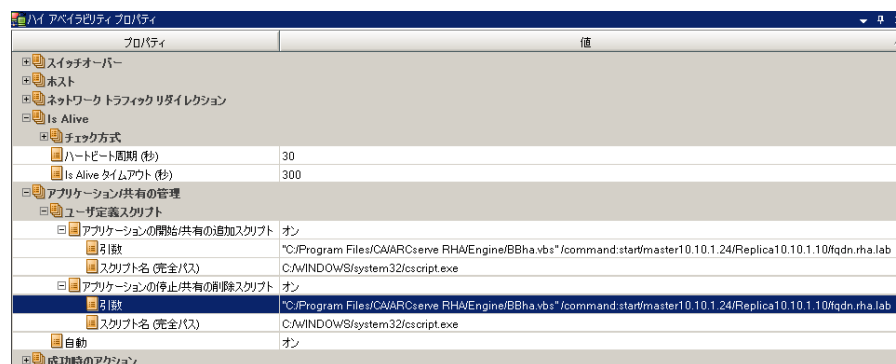 ハイ アベイラビリティ プロパティ
プロパティ 値
スイッチオーバー
ホスト
ネットワーク トラフィック リダイレクション
Is Alive
チェック方式
ハートビート周期 (秒) 30
Is Alive タイムアウト (秒) 300
アプリケーション/共有の管理
ユーザ定義スクリプト
アプリケーションの開始/共有の追加スクリプト オン
引数 "C:/Program Files/CA/ARCserve RHA/Engine/BBha.vbs" /command:start/master10.10.1.24/Replica10.10.1.10/fqdn.rha.lab
スクリプト名 (完全パス) C:/WINDOWS/system32/cscript.exe
アプリケーションの停止/共有の削除スクリプト オン
引数 "C:/Program Files/CA/ARCserve RHA/Engine/BBha.vbs" /command:start/master10.10.1.24/Replica10.10.1.10/fqdn.rha.lab
スクリプト名 (完全パス) C:/WINDOWS/system32/cscript.exe
自動 オン
成功時のアクション